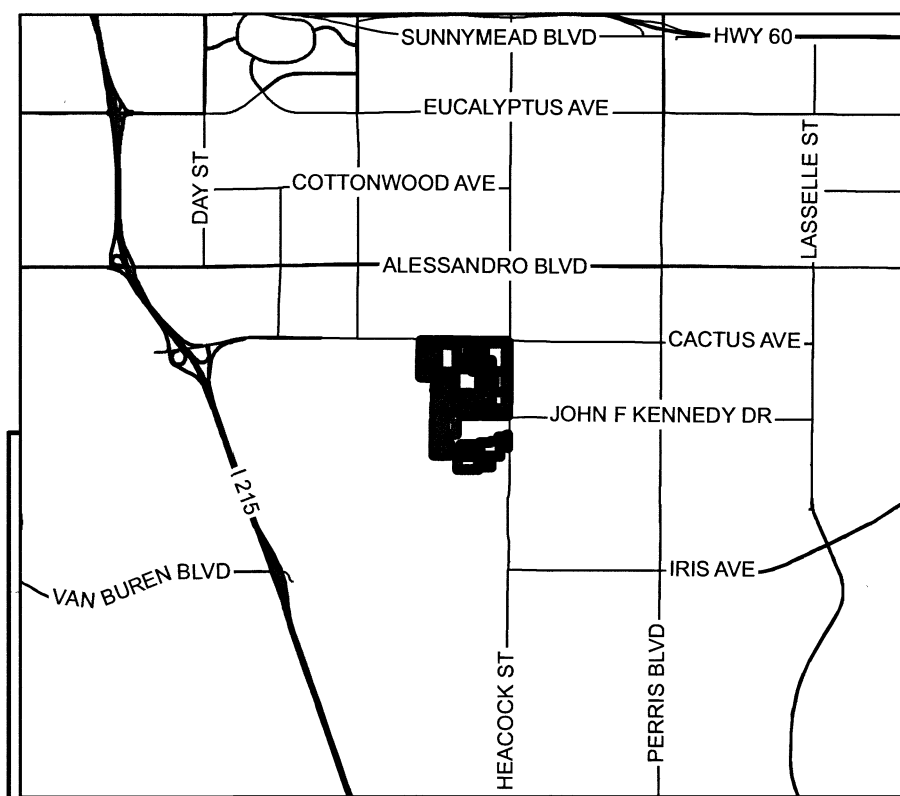 SUNNYMEAD BLVD
HWY 60
EUCALYPTUS AVE
DAY ST
COTTONWOOD AVE
LASSELLE ST
ALESSANDRO BLVD
CACTUS AVE
JOHN F KENNEDY DR
I 215
VAN BUREN BLVD
IRIS AVE
HEACOCK ST
PERRIS BLVD